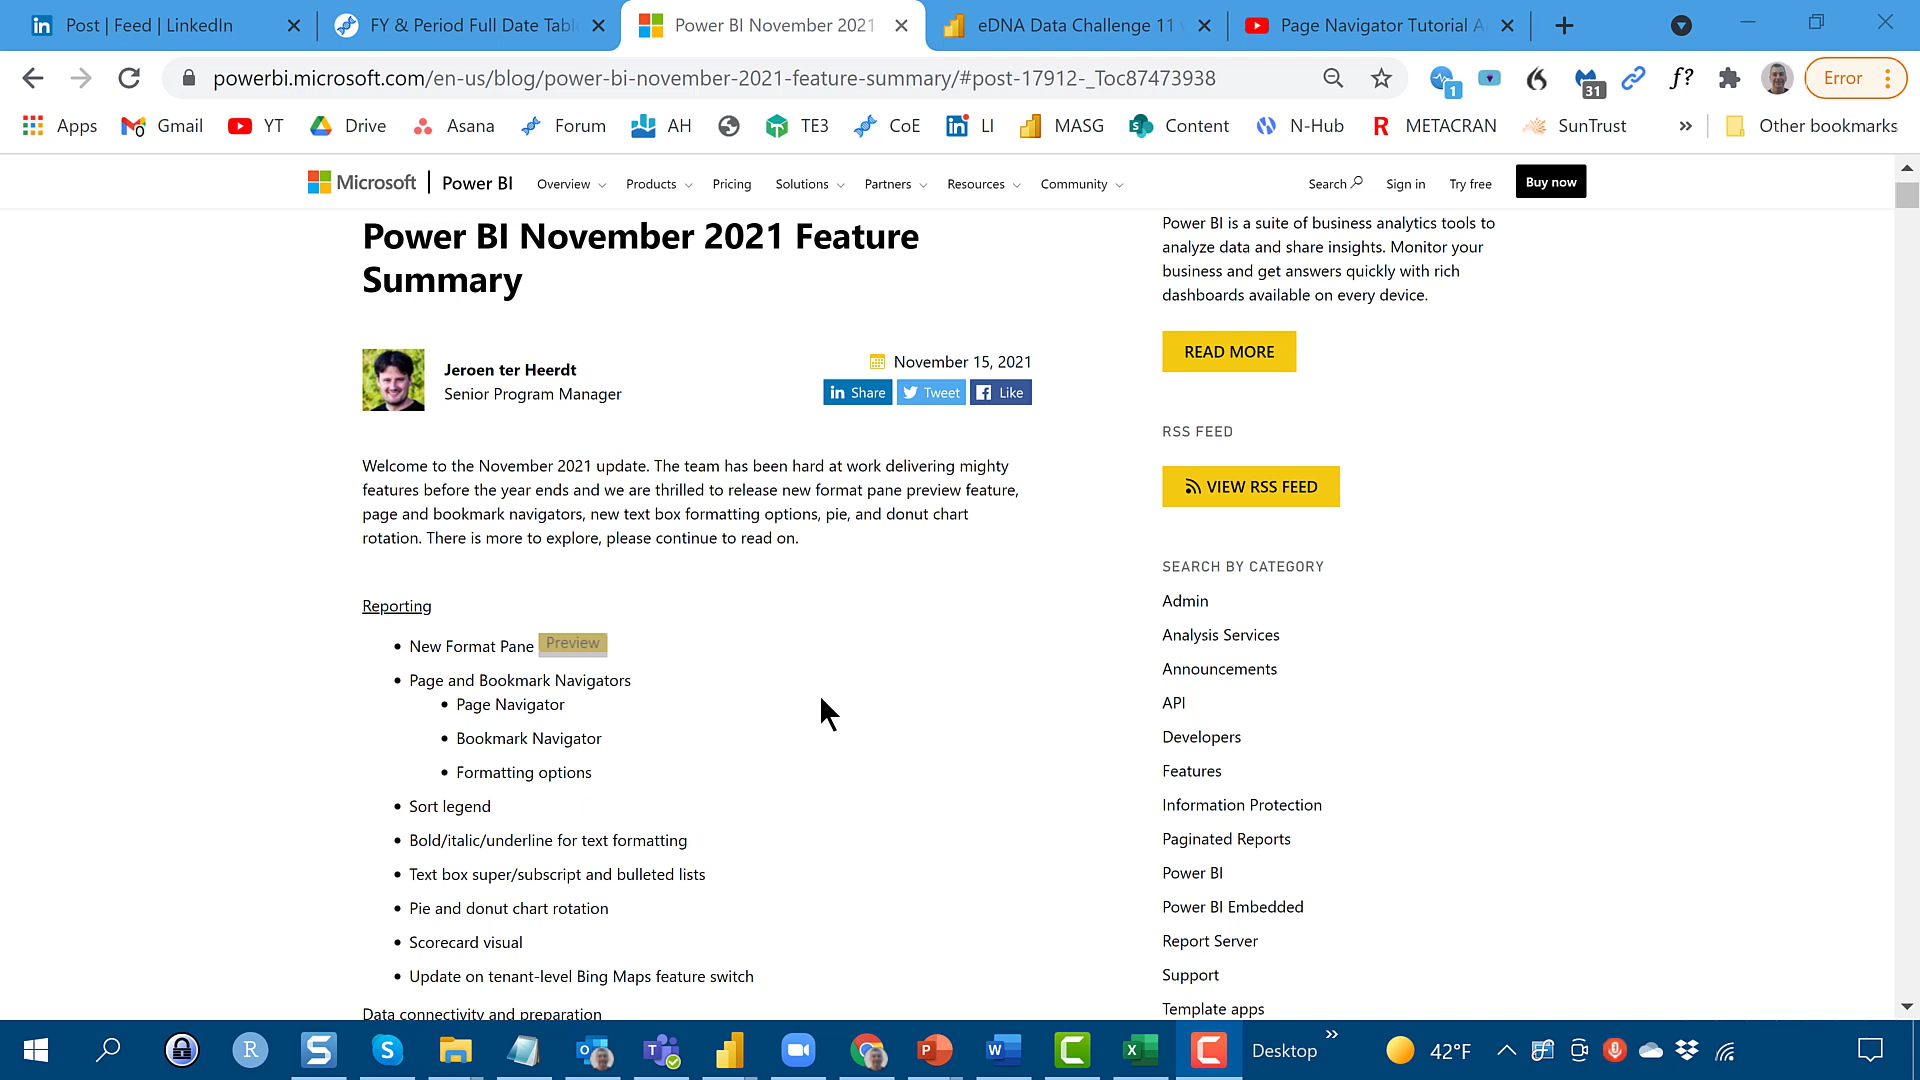 Post | Feed | LinkedIn
FY & Period Full Date Tabl
Power BI November 2021
eDNA Data Challenge 11
Page Navigator Tutorial A
powerbi.microsoft.com/en-us/blog/power-bi-november-2021-feature-summary/#post-17912-_Toc87473938
1
31
f?
Error
Apps
Gmail
YT
Drive
Asana
Forum
AH
TE3
CoE
LI
MASG
Content
N-Hub
METACRAN
SunTrust
Other bookmarks
Microsoft
Power BI
Overview
Products
Pricing
Solutions
Partners
Resources
Community
Search
Sign in
Try free
Buy now
Power BI November 2021 Feature
Summary
Jeroen ter Heerdt
Senior Program Manager
November 15, 2021
Share
Tweet
Like
Welcome to the November 2021 update. The team has been hard at work delivering mighty
features before the year ends and we are thrilled to release new format pane preview feature,
page and bookmark navigators, new text box formatting options, pie, and donut chart
rotation. There is more to explore, please continue to read on.
Reporting
New Format Pane Preview
Page and Bookmark Navigators
Page Navigator
Bookmark Navigator
Formatting options
Sort legend
Bold/italic/underline for text formatting
Text box super/subscript and bulleted lists
Pie and donut chart rotation
Scorecard visual
Update on tenant-level Bing Maps feature switch
Data connectivity and preparation
Power BI is a suite of business analytics tools to
analyze data and share insights. Monitor your
business and get answers quickly with rich
dashboards available on every device.
READ MORE
RSS FEED
VIEW RSS FEED
SEARCH BY CATEGORY
Admin
Analysis Services
Announcements
API
Developers
Features
Information Protection
Paginated Reports
Power BI
Power BI Embedded
Report Server
Support
Template apps
Desktop
42°F